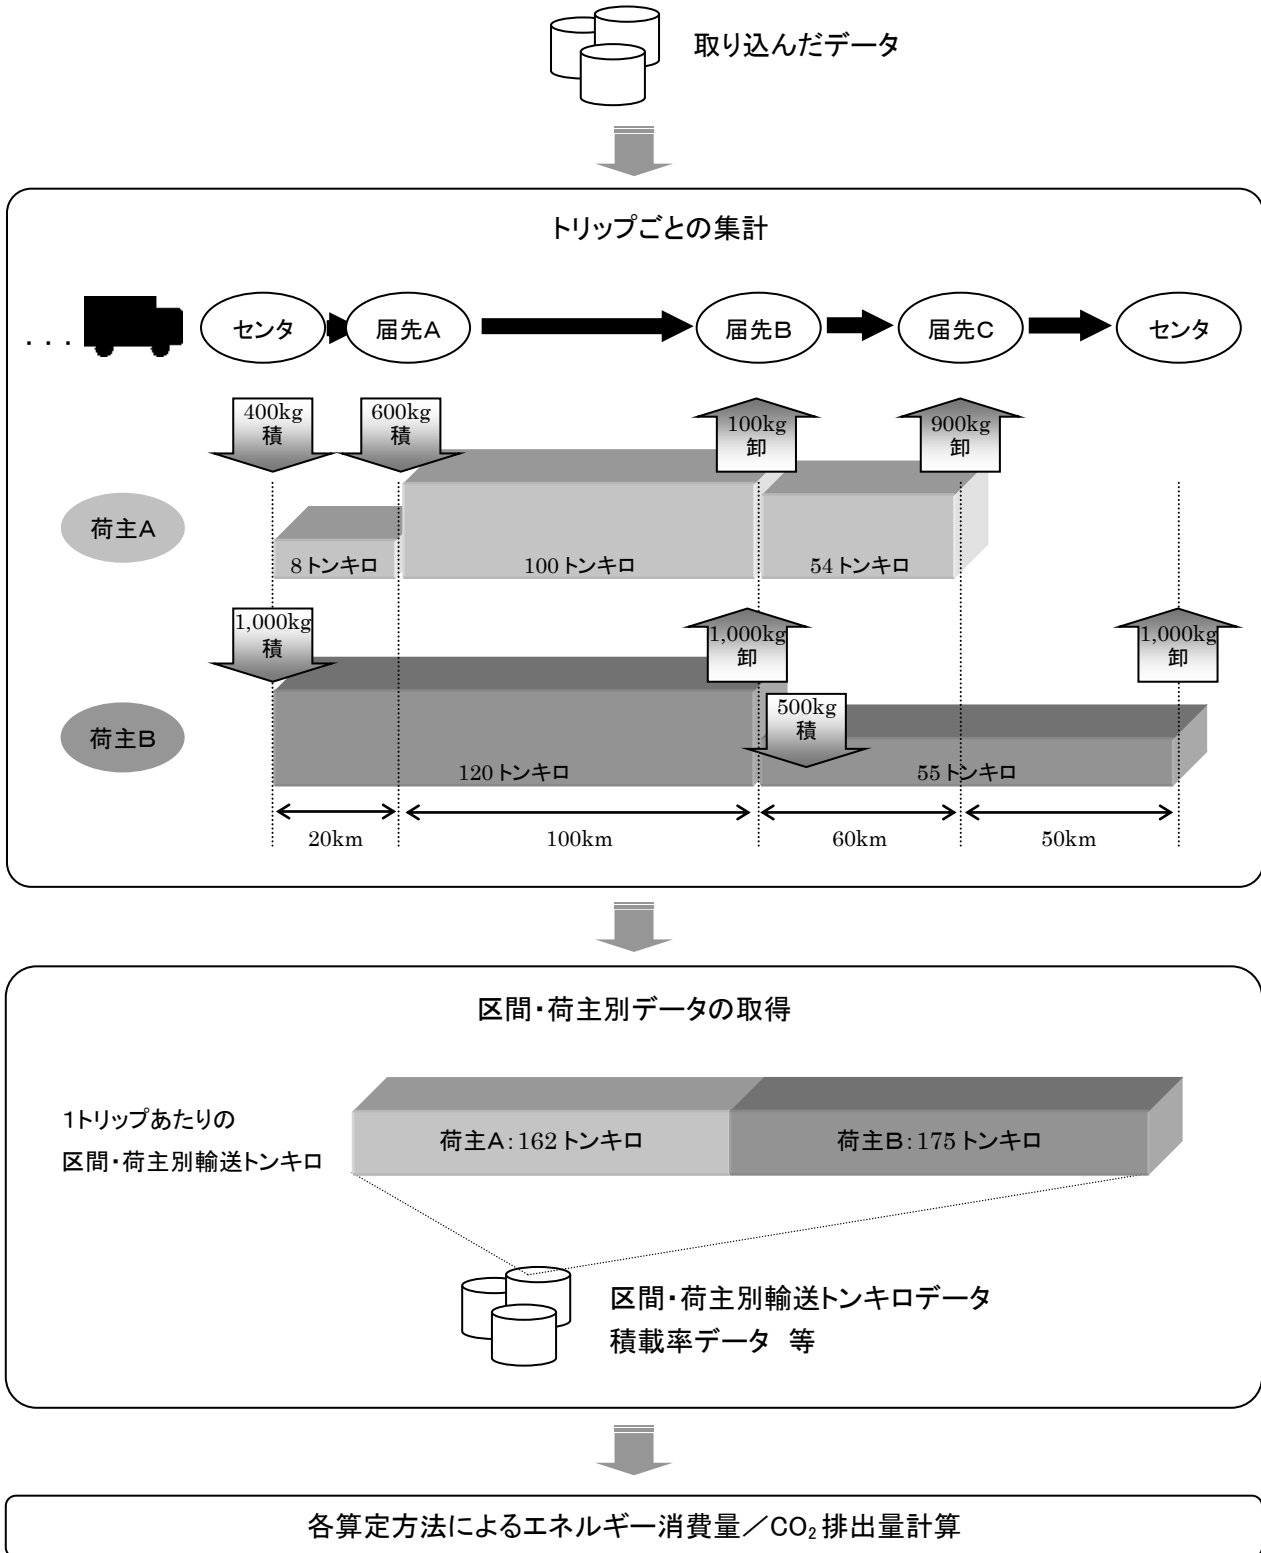 取り込んだデータ
トリップごとの集計
. . .
センタ
届先A
届先B
届先C
センタ
400kg
積
600kg
積
100kg
卸
900kg
卸
荷主A
8トンキロ
100トンキロ
54トンキロ
1,000kg
積
1,000kg
卸
1,000kg
卸
500kg
積
荷主B
120トンキロ
55トンキロ
20km
100km
60km
50km
区間・荷主別データの取得
1トリップあたりの
区間・荷主別輸送トンキロ
荷主A:162トンキロ
荷主B:175トンキロ
区間・荷主別輸送トンキロデータ
積載率データ 等
各算定方法によるエネルギー消費量／CO₂排出量計算